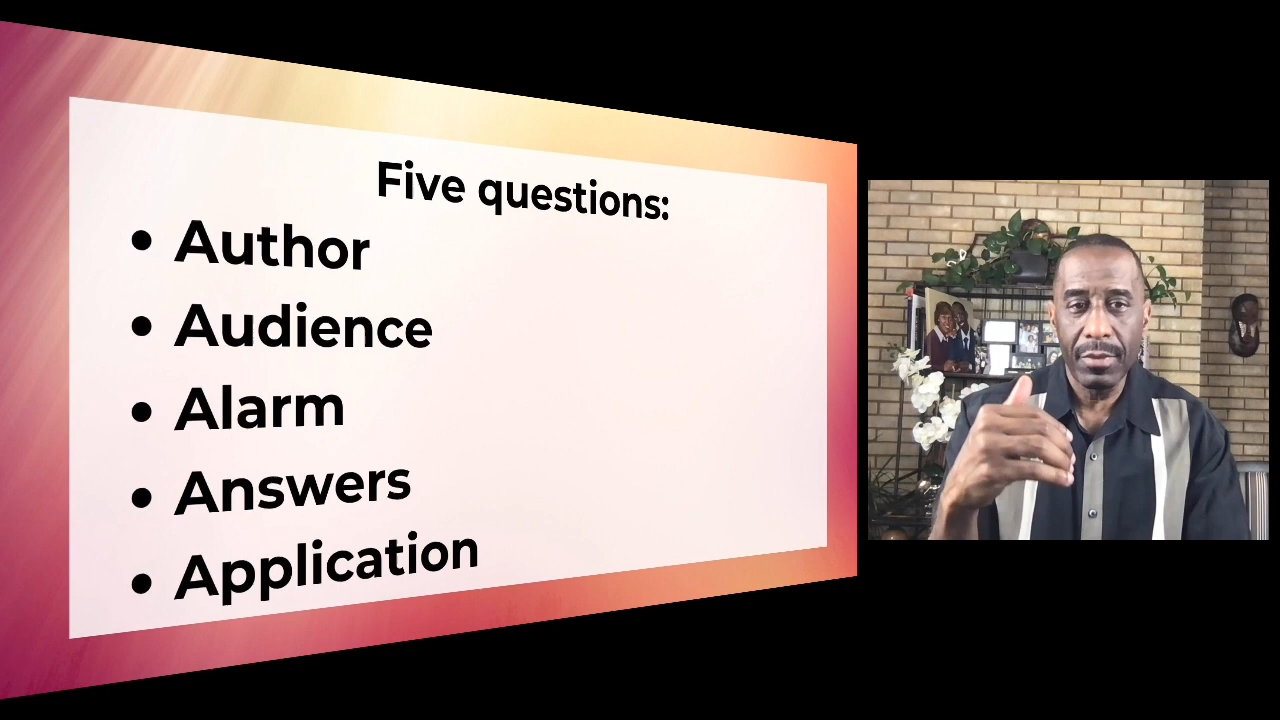 Five questions:
• Author
• Audience
• Alarm
• Answers
• Application